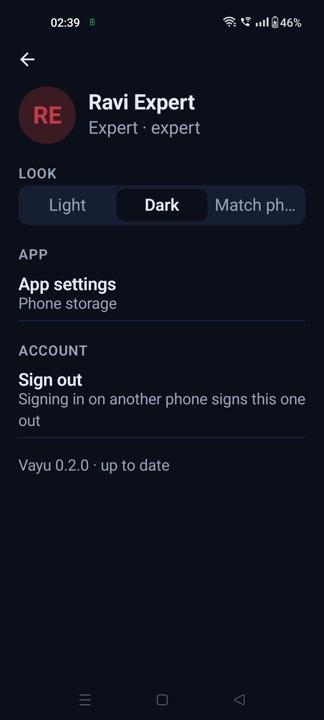 02:39
46%
RE
Ravi Expert
Expert · expert
LOOK
Light
Dark
Match ph...
APP
App settings
Phone storage
ACCOUNT
Sign out
Signing in on another phone signs this one
out
Vayu 0.2.0 · up to date